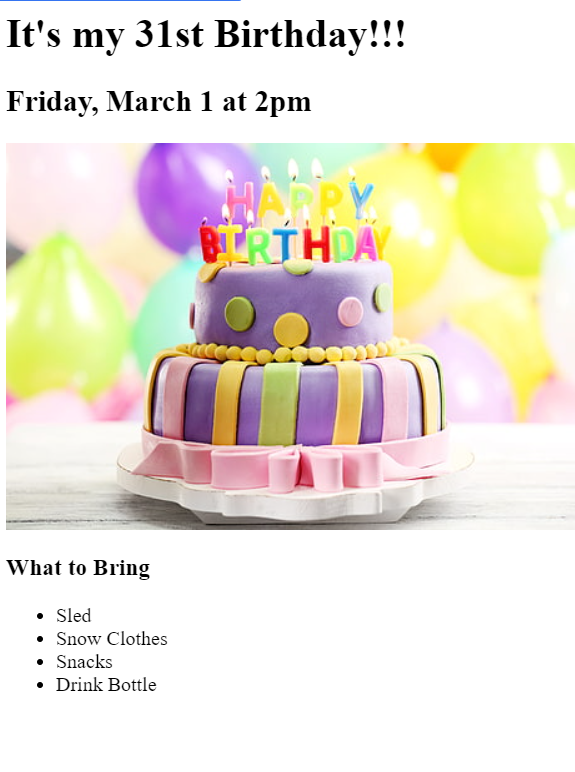 It's my 31st Birthday!!!
Friday, March 1 at 2pm
HAPPY
BIRTHDAY
What to Bring
Sled
Snow Clothes
Snacks
Drink Bottle